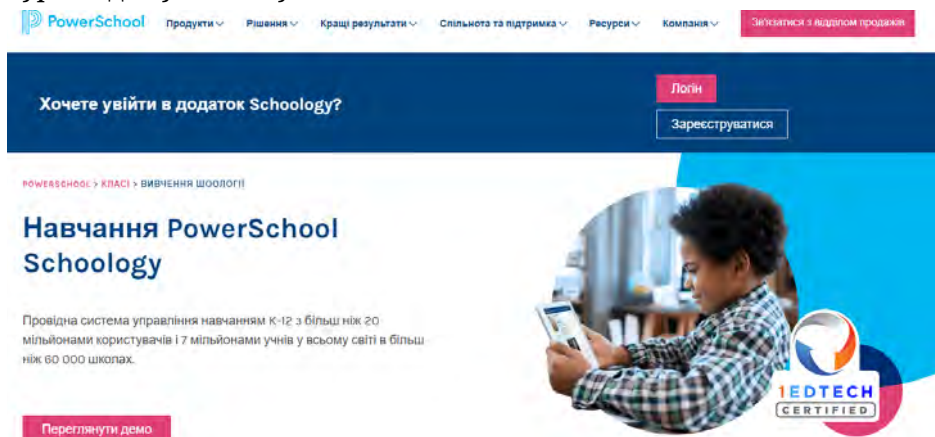 PowerSchool Продукти Рішення Кращі результати Спільнота та підтримка Ресурси Компанія Зв'язатися з відділом продажів
Хочете увійти в додаток Schoology?
Логін
Зареєструватися
POWERSCHOOL > КЛАСІ > ВИВЧЕННЯ ШООЛОГІЇ
Навчання PowerSchool
Schoology
Провідна система управління навчанням K-12 з більш ніж 20
мільйонами користувачів і 7 мільйонами учнів у всьому світі в більш
ніж 60 000 школах.
1EDTECH
CERTIFIED
Переглянути демо